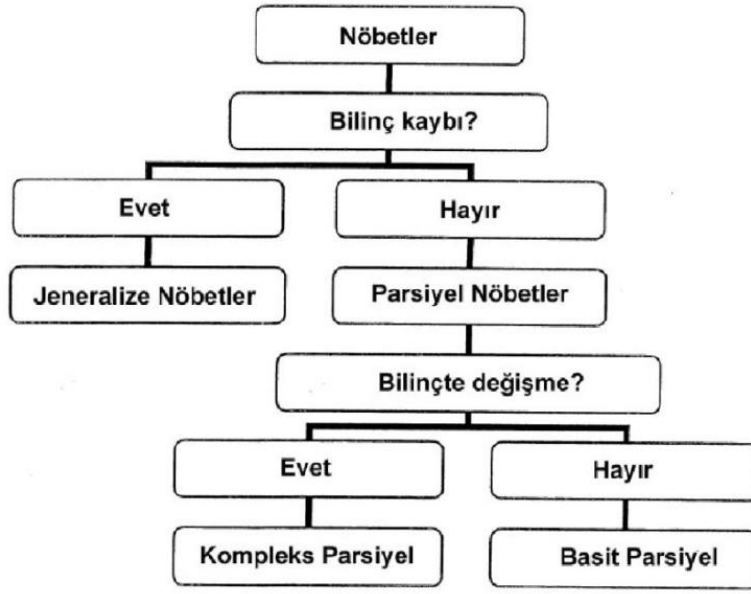 Nöbetler
Bilinç kaybı?
Evet
Hayır
Jeneralize Nöbetler
Parsiyel Nöbetler
Bilinçte değişme?
Evet
Hayır
Kompleks Parsiyel
Basit Parsiyel